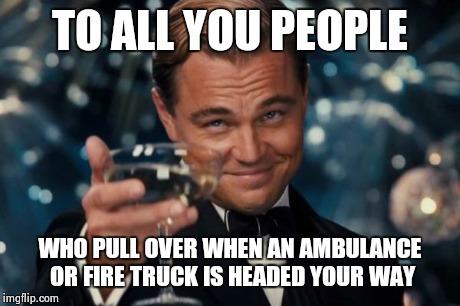 TO ALL YOU PEOPLE
WHO PULL OVER WHEN AN AMBULANCE
OR FIRE TRUCK IS HEADED YOUR WAY
imgflip.com